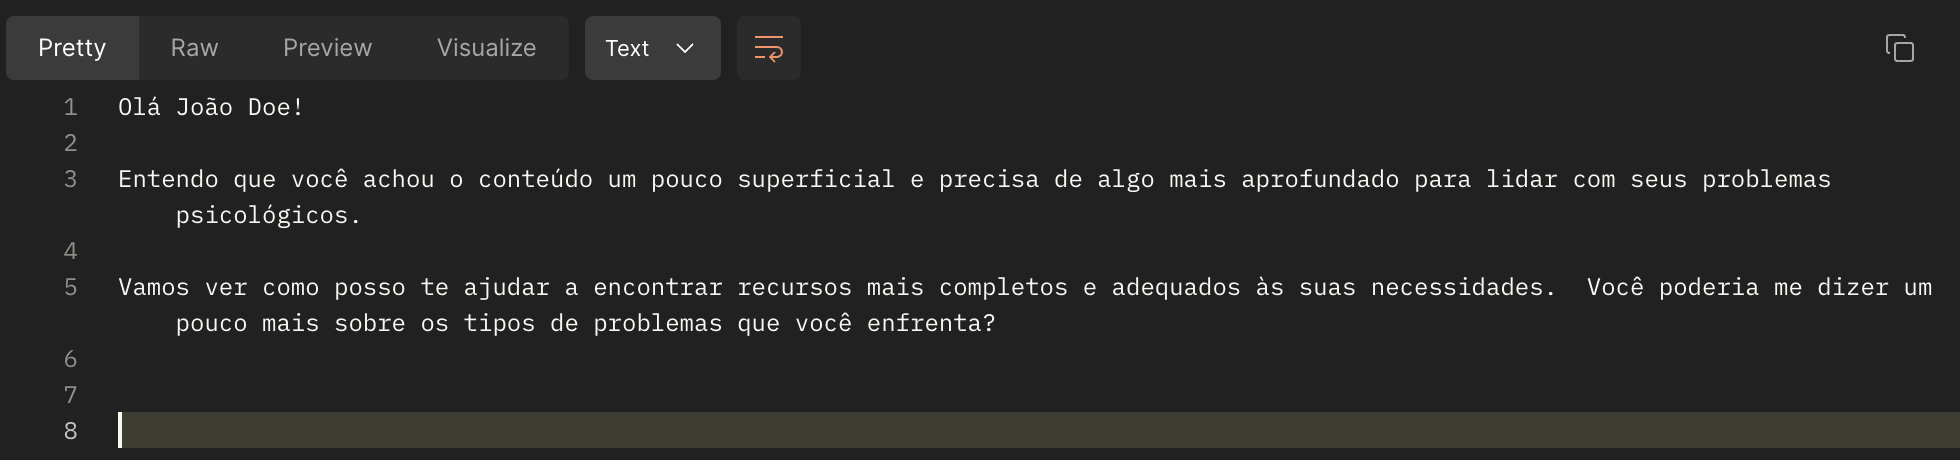 Pretty Raw Preview Visualize Text
1 Olá João Doe!
2
3 Entendo que você achou o conteúdo um pouco superficial e precisa de algo mais aprofundado para lidar com seus problemas
psicológicos.
4
5 Vamos ver como posso te ajudar a encontrar recursos mais completos e adequados às suas necessidades.  Você poderia me dizer um
pouco mais sobre os tipos de problemas que você enfrenta?
6
7
8